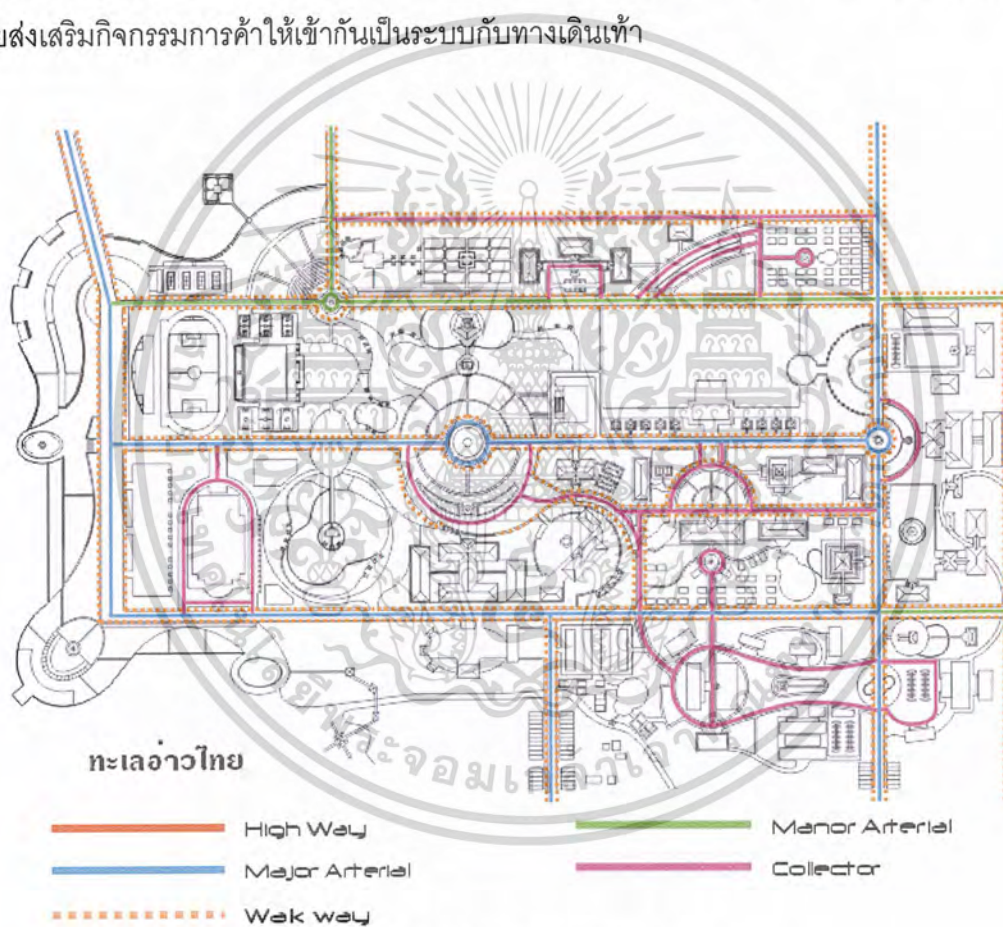 ส่งเสริมกิจกรรมการค้าให้เข้ากันเป็นระบบกับทางเดินเท้า
ทะเลอ่าวไทย
High Way
Manor Arterial
Major Arterial
Collector
Wak way